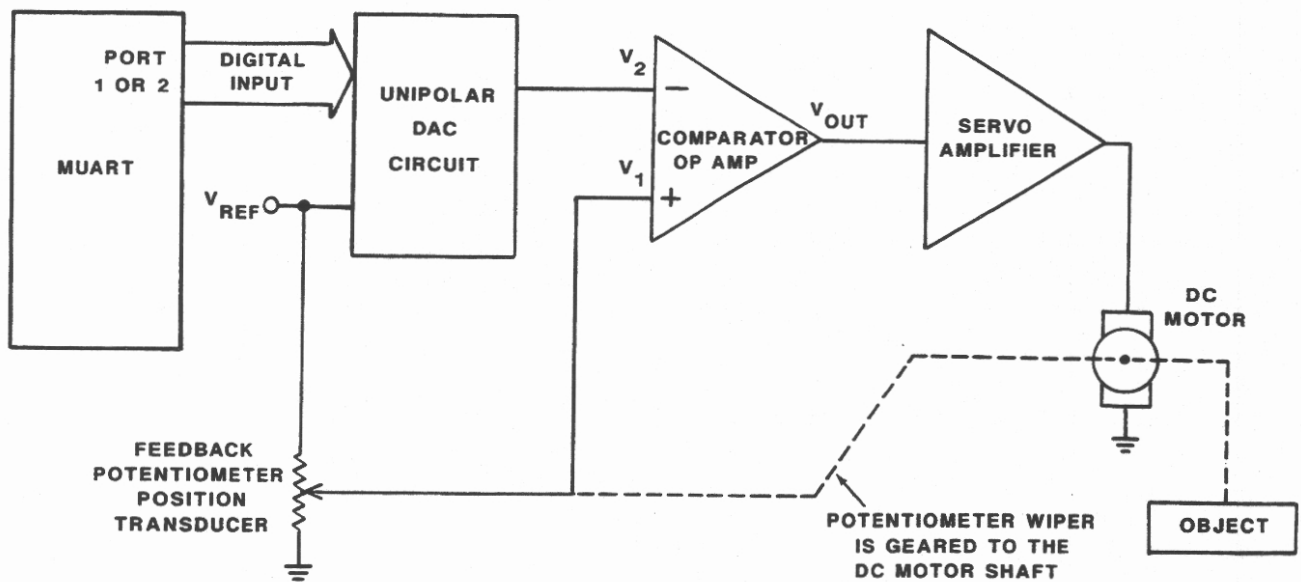 PORT
1 OR 2
MUART
DIGITAL
INPUT
UNIPOLAR
DAC
CIRCUIT
VREF
V2
−
V1
+
COMPARATOR
OP AMP
VOUT
SERVO
AMPLIFIER
DC
MOTOR
FEEDBACK
POTENTIOMETER
POSITION
TRANSDUCER
POTENTIOMETER WIPER
IS GEARED TO THE
DC MOTOR SHAFT
OBJECT